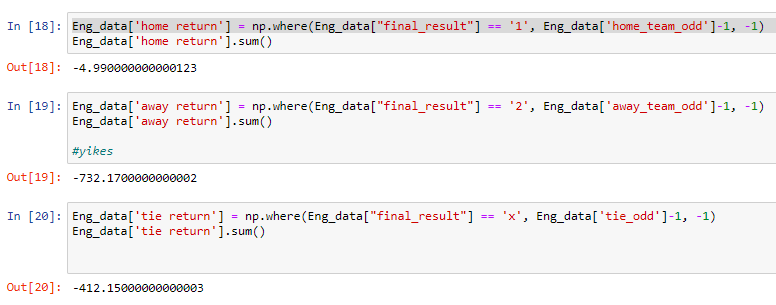 In [18]: Eng_data['home return'] = np.where(Eng_data["final_result"] == '1', Eng_data['home_team_odd']-1, -1)
Eng_data['home return'].sum()
Out[18]: -4.990000000000123
In [19]: Eng_data['away return'] = np.where(Eng_data["final_result"] == '2', Eng_data['away_team_odd']-1, -1)
Eng_data['away return'].sum()
#yikes
Out[19]: -732.1700000000002
In [20]: Eng_data['tie return'] = np.where(Eng_data["final_result"] == 'x', Eng_data['tie_odd']-1, -1)
Eng_data['tie return'].sum()
Out[20]: -412.15000000000003